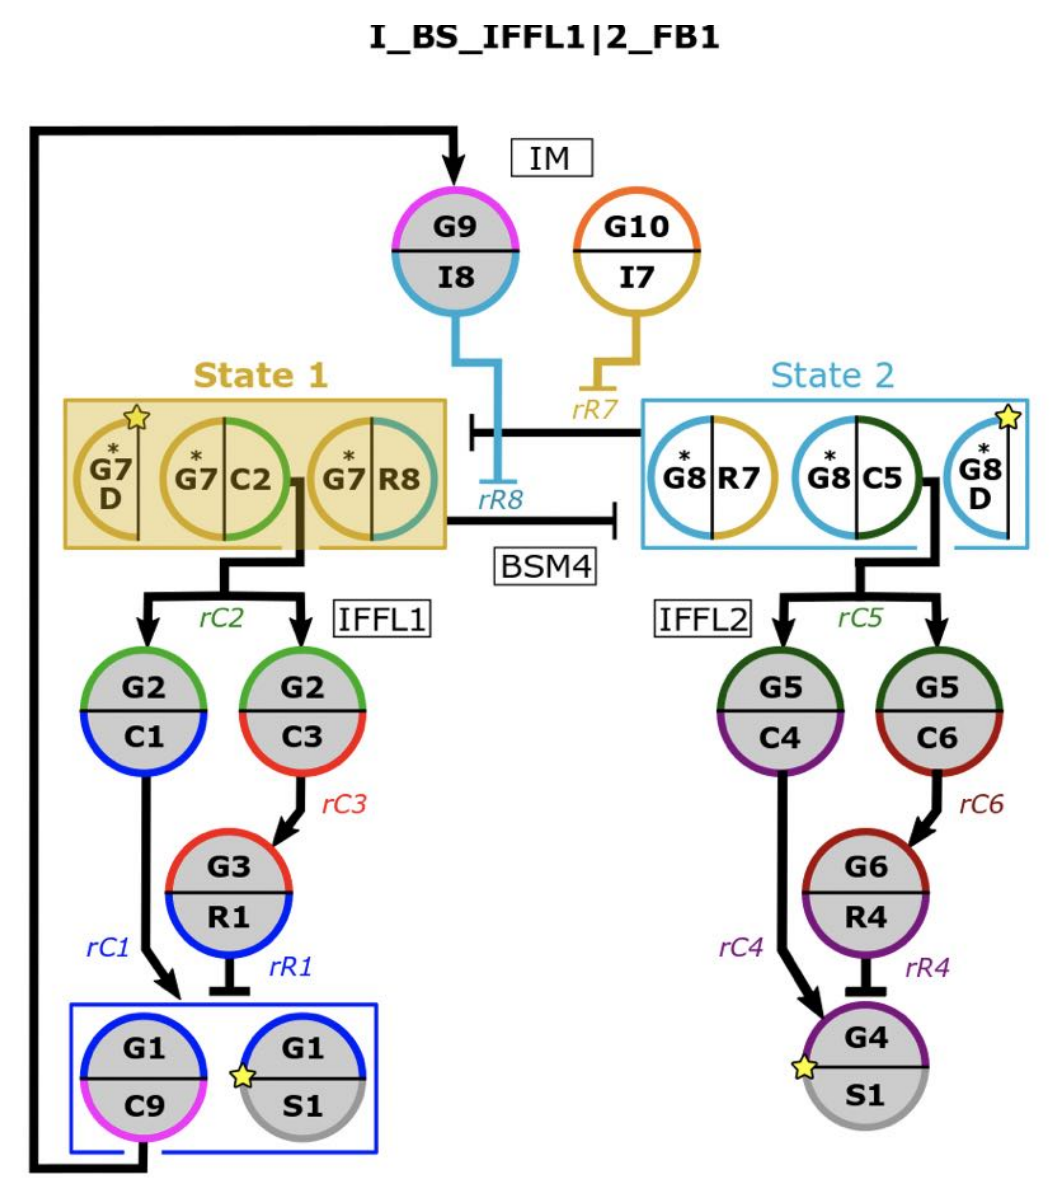 I_BS_IFFL1|2_FB1
IM
G9
I8
G10
I7
State 1
rR7
State 2
*
G7
D
*
G7 C2
*
G7 R8
rR8
*
G8 R7
*
G8 C5
*
G8
D
BSM4
rC2
IFFL1
IFFL2
rC5
G2
C1
G2
C3
G5
C4
G5
C6
rC3
rC6
G3
R1
G6
R4
rC1
rR1
rC4
rR4
G1
C9
G1
S1
G4
S1